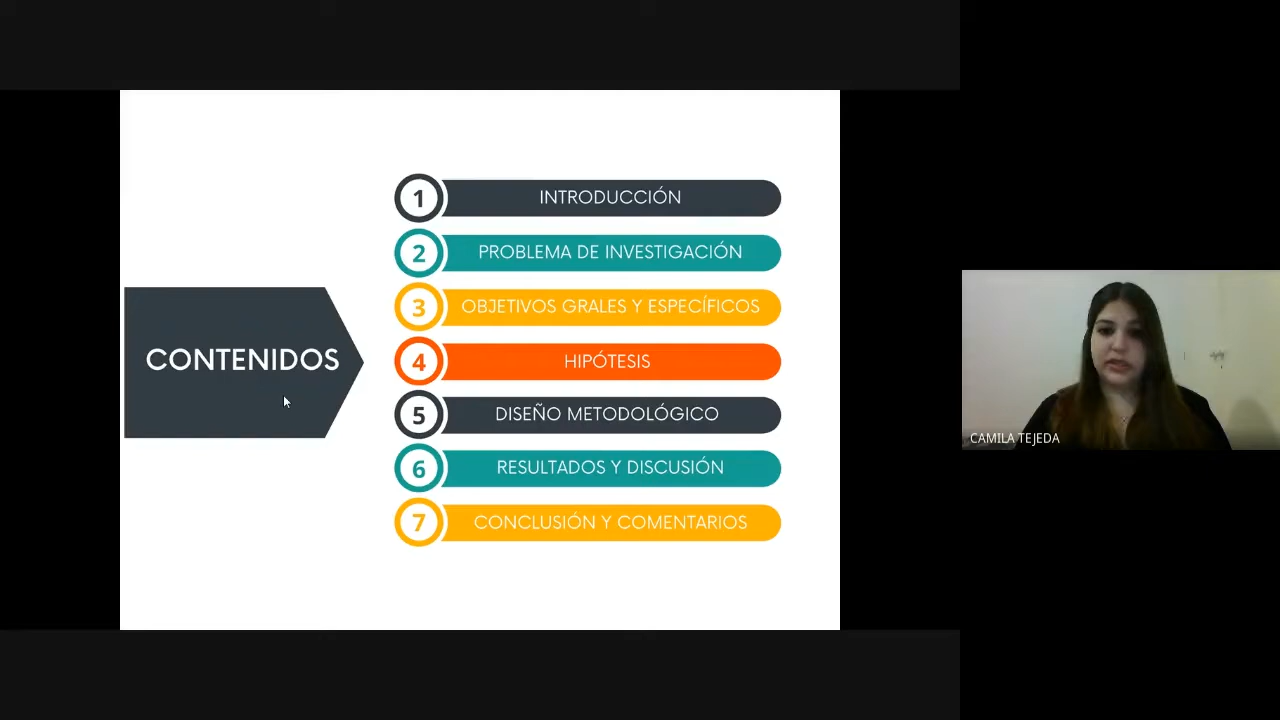 CONTENIDOS
1 INTRODUCCIÓN
2 PROBLEMA DE INVESTIGACIÓN
3 OBJETIVOS GRALES Y ESPECÍFICOS
4 HIPÓTESIS
5 DISEÑO METODOLÓGICO
6 RESULTADOS Y DISCUSIÓN
7 CONCLUSIÓN Y COMENTARIOS
CAMILA TEJEDA